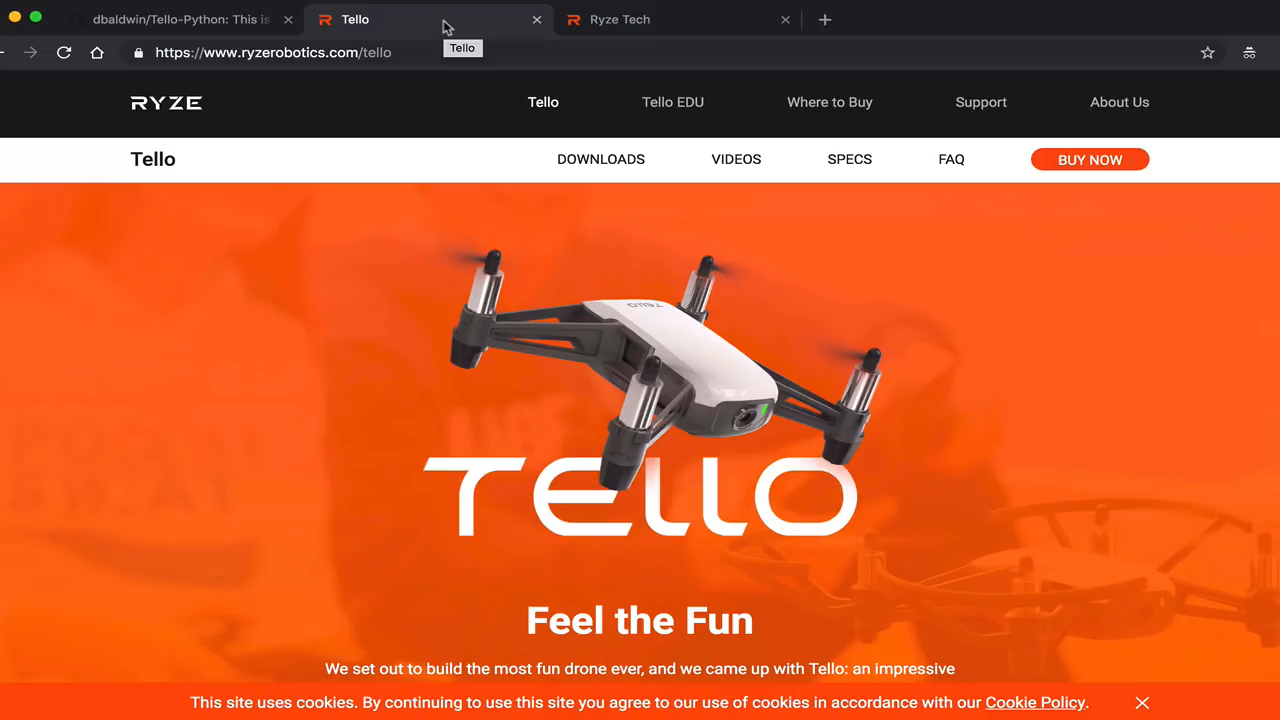 dbaldwin/Tello-Python: This is
Tello
Ryze Tech
https://www.ryzerobotics.com/tello
Tello
RYZE
Tello
Tello EDU
Where to Buy
Support
About Us
Tello
DOWNLOADS
VIDEOS
SPECS
FAQ
BUY NOW
TELLO
TELLO
Feel the Fun
We set out to build the most fun drone ever, and we came up with Tello: an impressive
This site uses cookies. By continuing to use this site you agree to our use of cookies in accordance with our Cookie Policy.